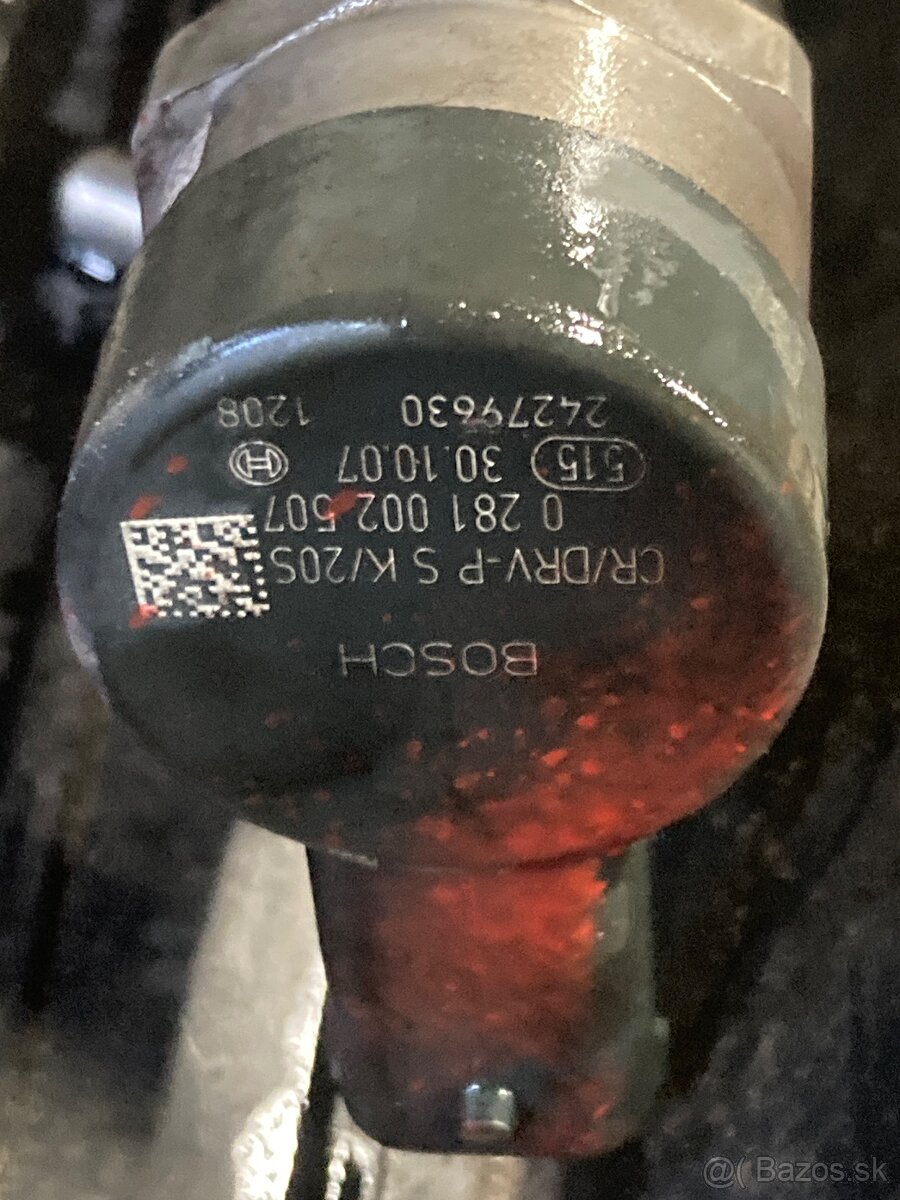 BOSCH
CR/DRV-P S K/20S
0 281 002 507
515 30.10.07
24279630 1208
@( Bazos.sk